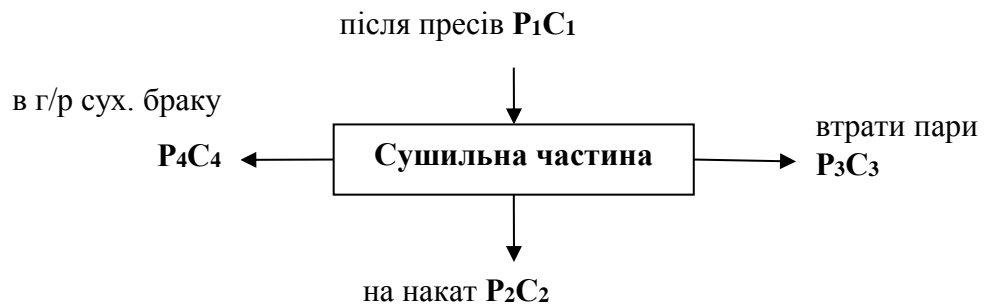 після пресів P₁C₁
в г/р сух. браку
P₄C₄
Сушильна частина
втрати пари
P₃C₃
на накат P₂C₂